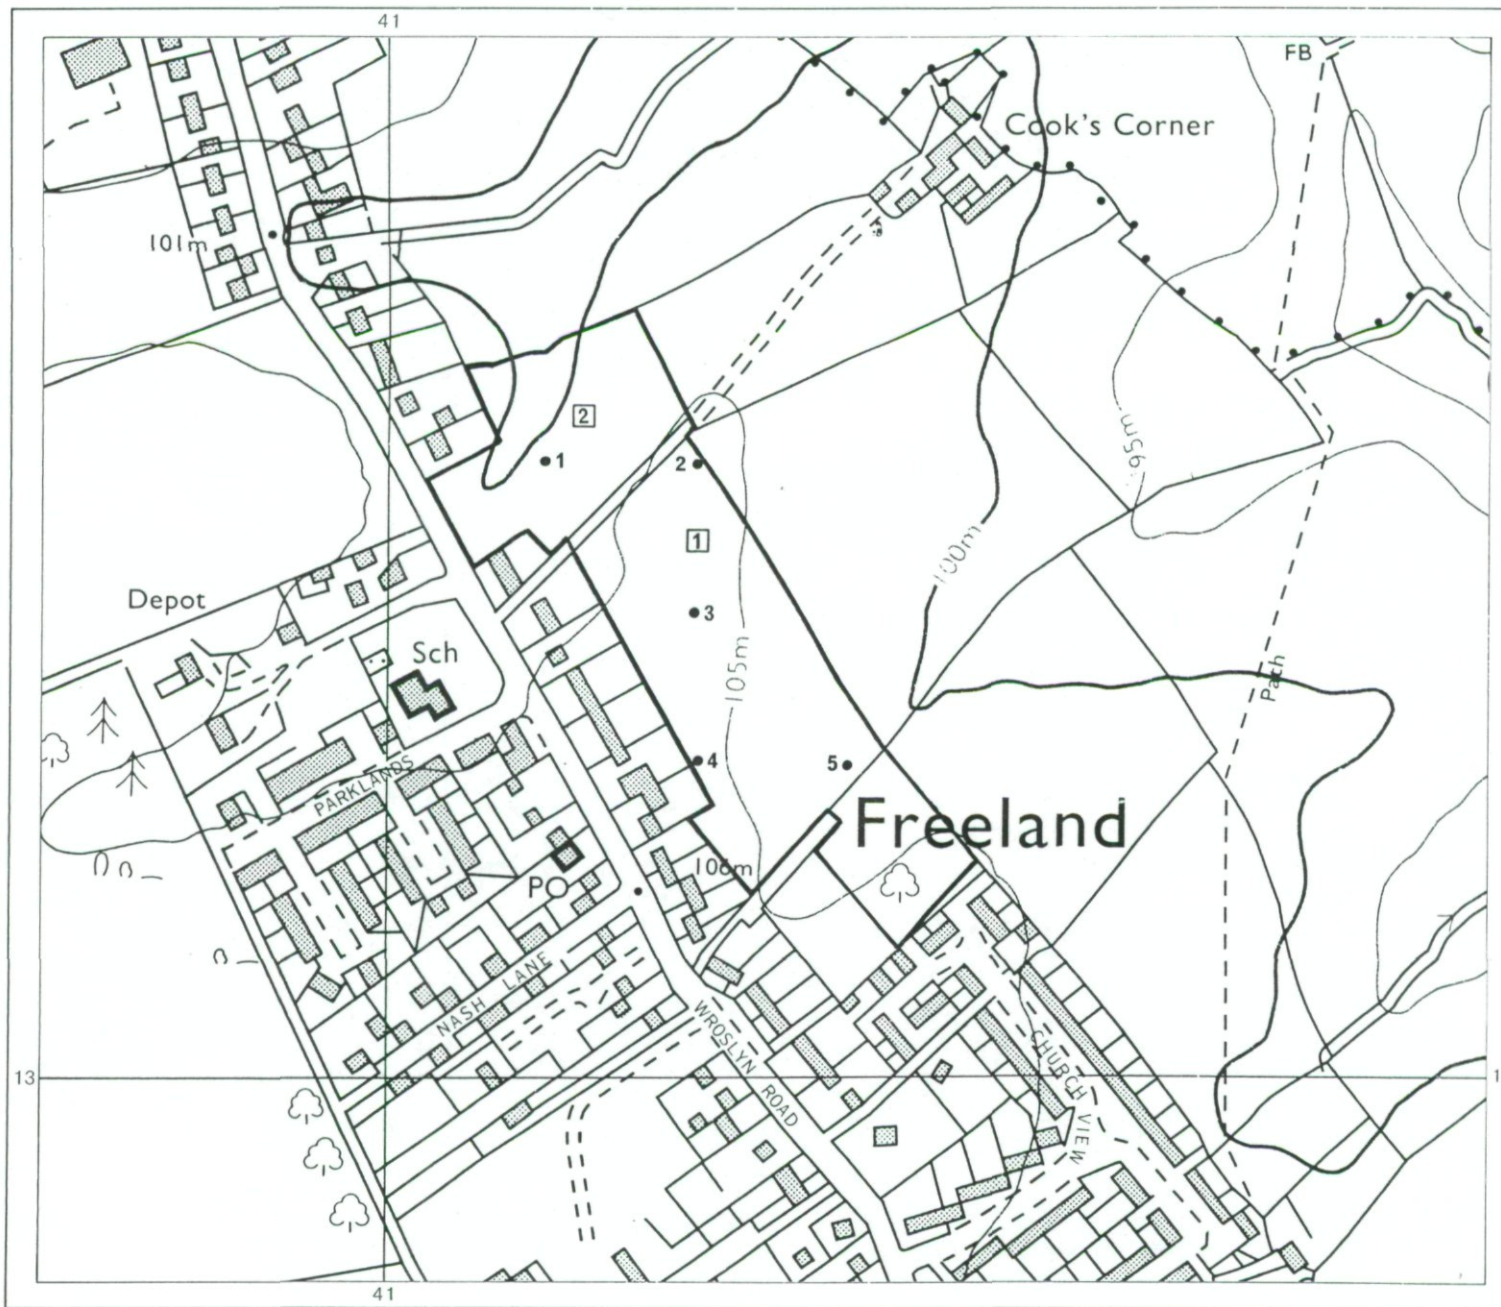 41
FB
Cook's Corner
101m
2
1
2
95m
1
100m
Depot
3
Sch
105m
Path
4
5
PARKLANDS
Freeland
106m
PO
NASH LANE
WROSLYN ROAD
CHURCH VIEW
13
1
41